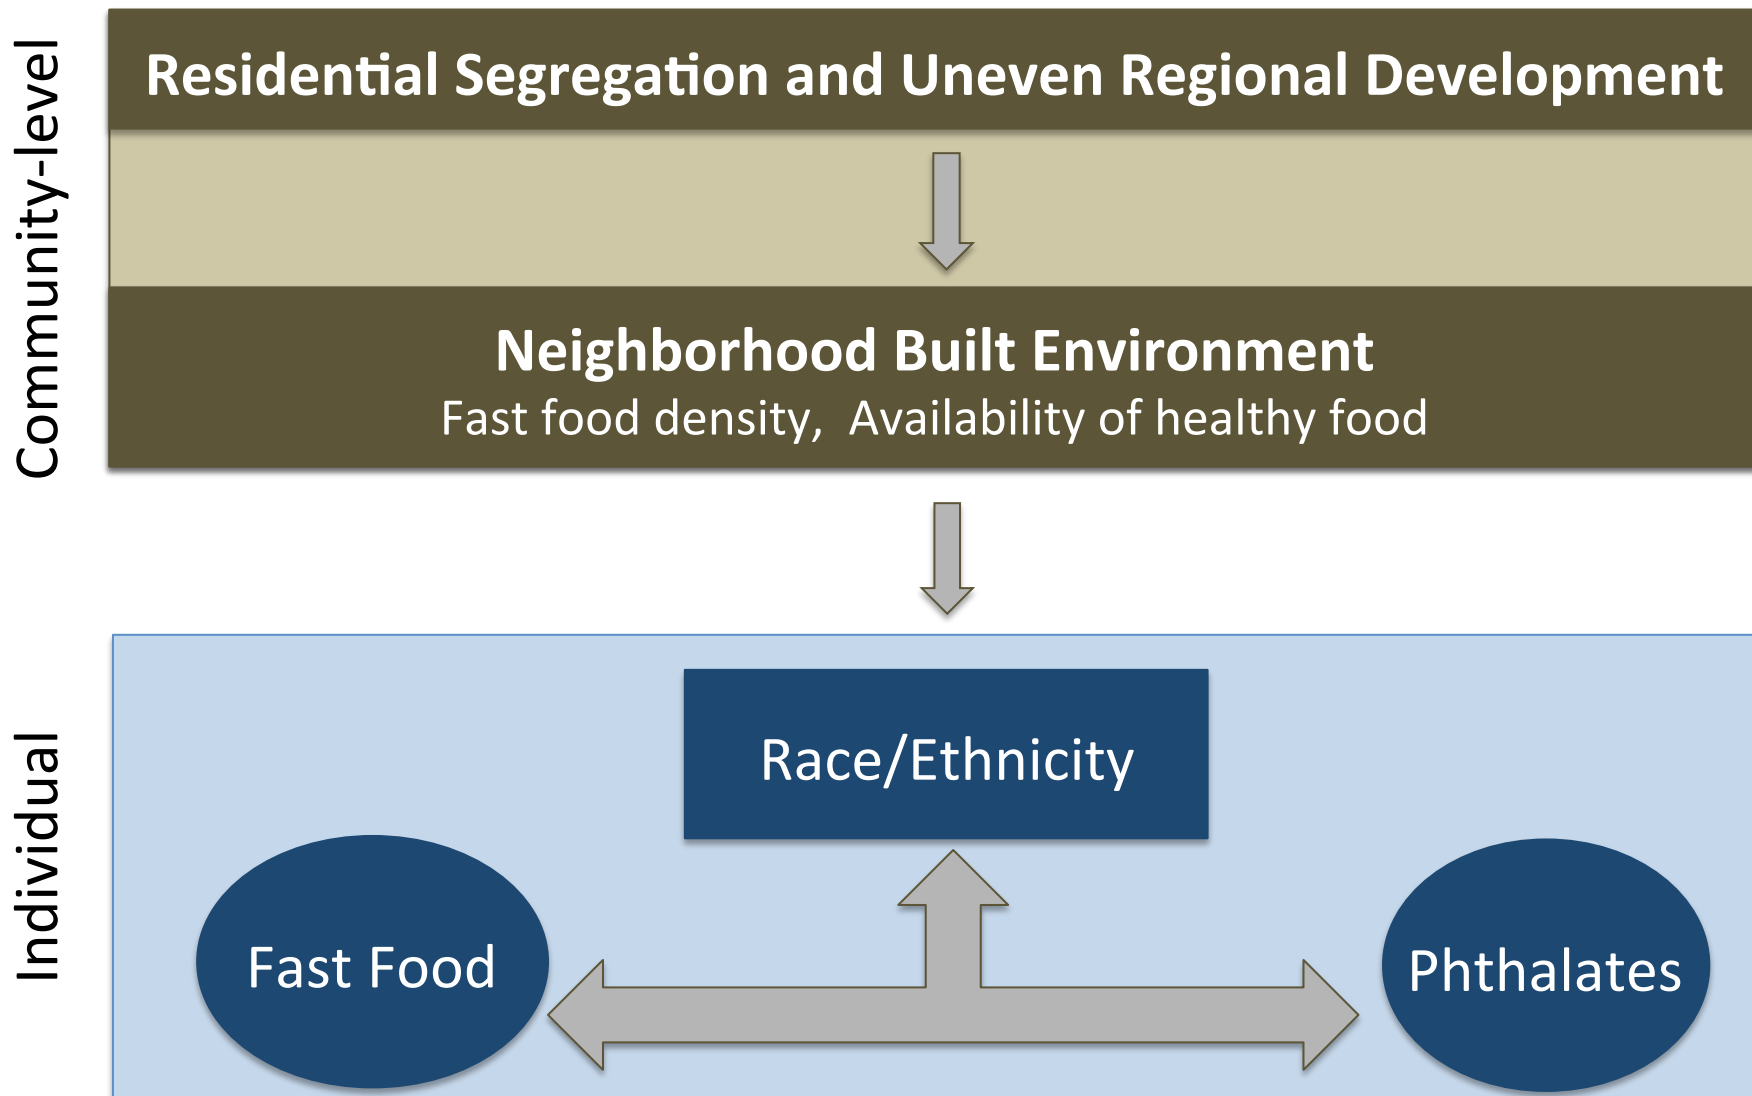 Community-level
Residential Segregation and Uneven Regional Development
Neighborhood Built Environment
Fast food density,  Availability of healthy food
Individual
Race/Ethnicity
Fast Food
Phthalates